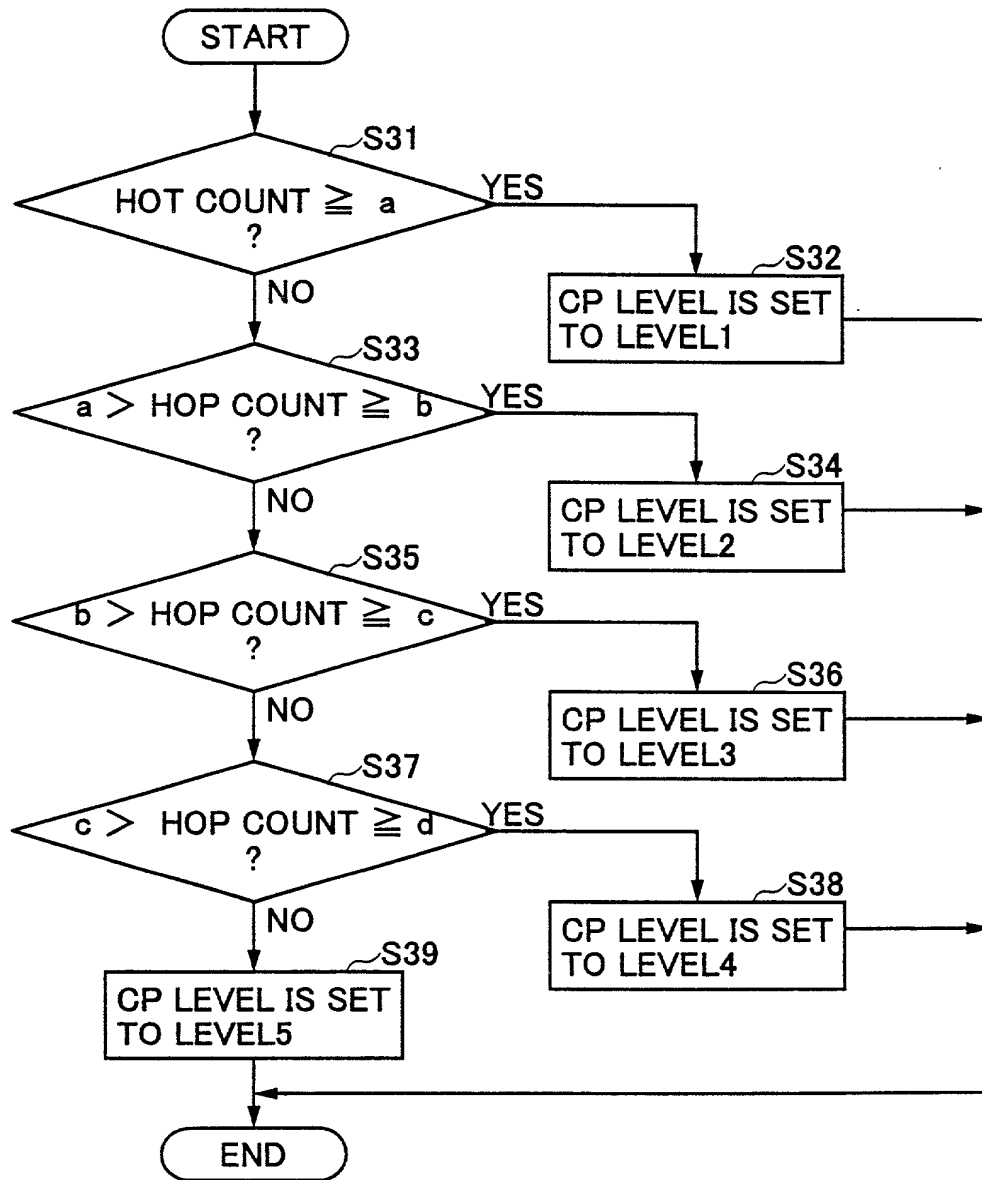 START
S31
HOT COUNT ≧ a
?
YES
NO
S32
CP LEVEL IS SET
TO LEVEL1
S33
a > HOP COUNT ≧ b
?
YES
NO
S34
CP LEVEL IS SET
TO LEVEL2
S35
b > HOP COUNT ≧ c
?
YES
NO
S36
CP LEVEL IS SET
TO LEVEL3
S37
c > HOP COUNT ≧ d
?
YES
NO
S38
CP LEVEL IS SET
TO LEVEL4
S39
CP LEVEL IS SET
TO LEVEL5
END